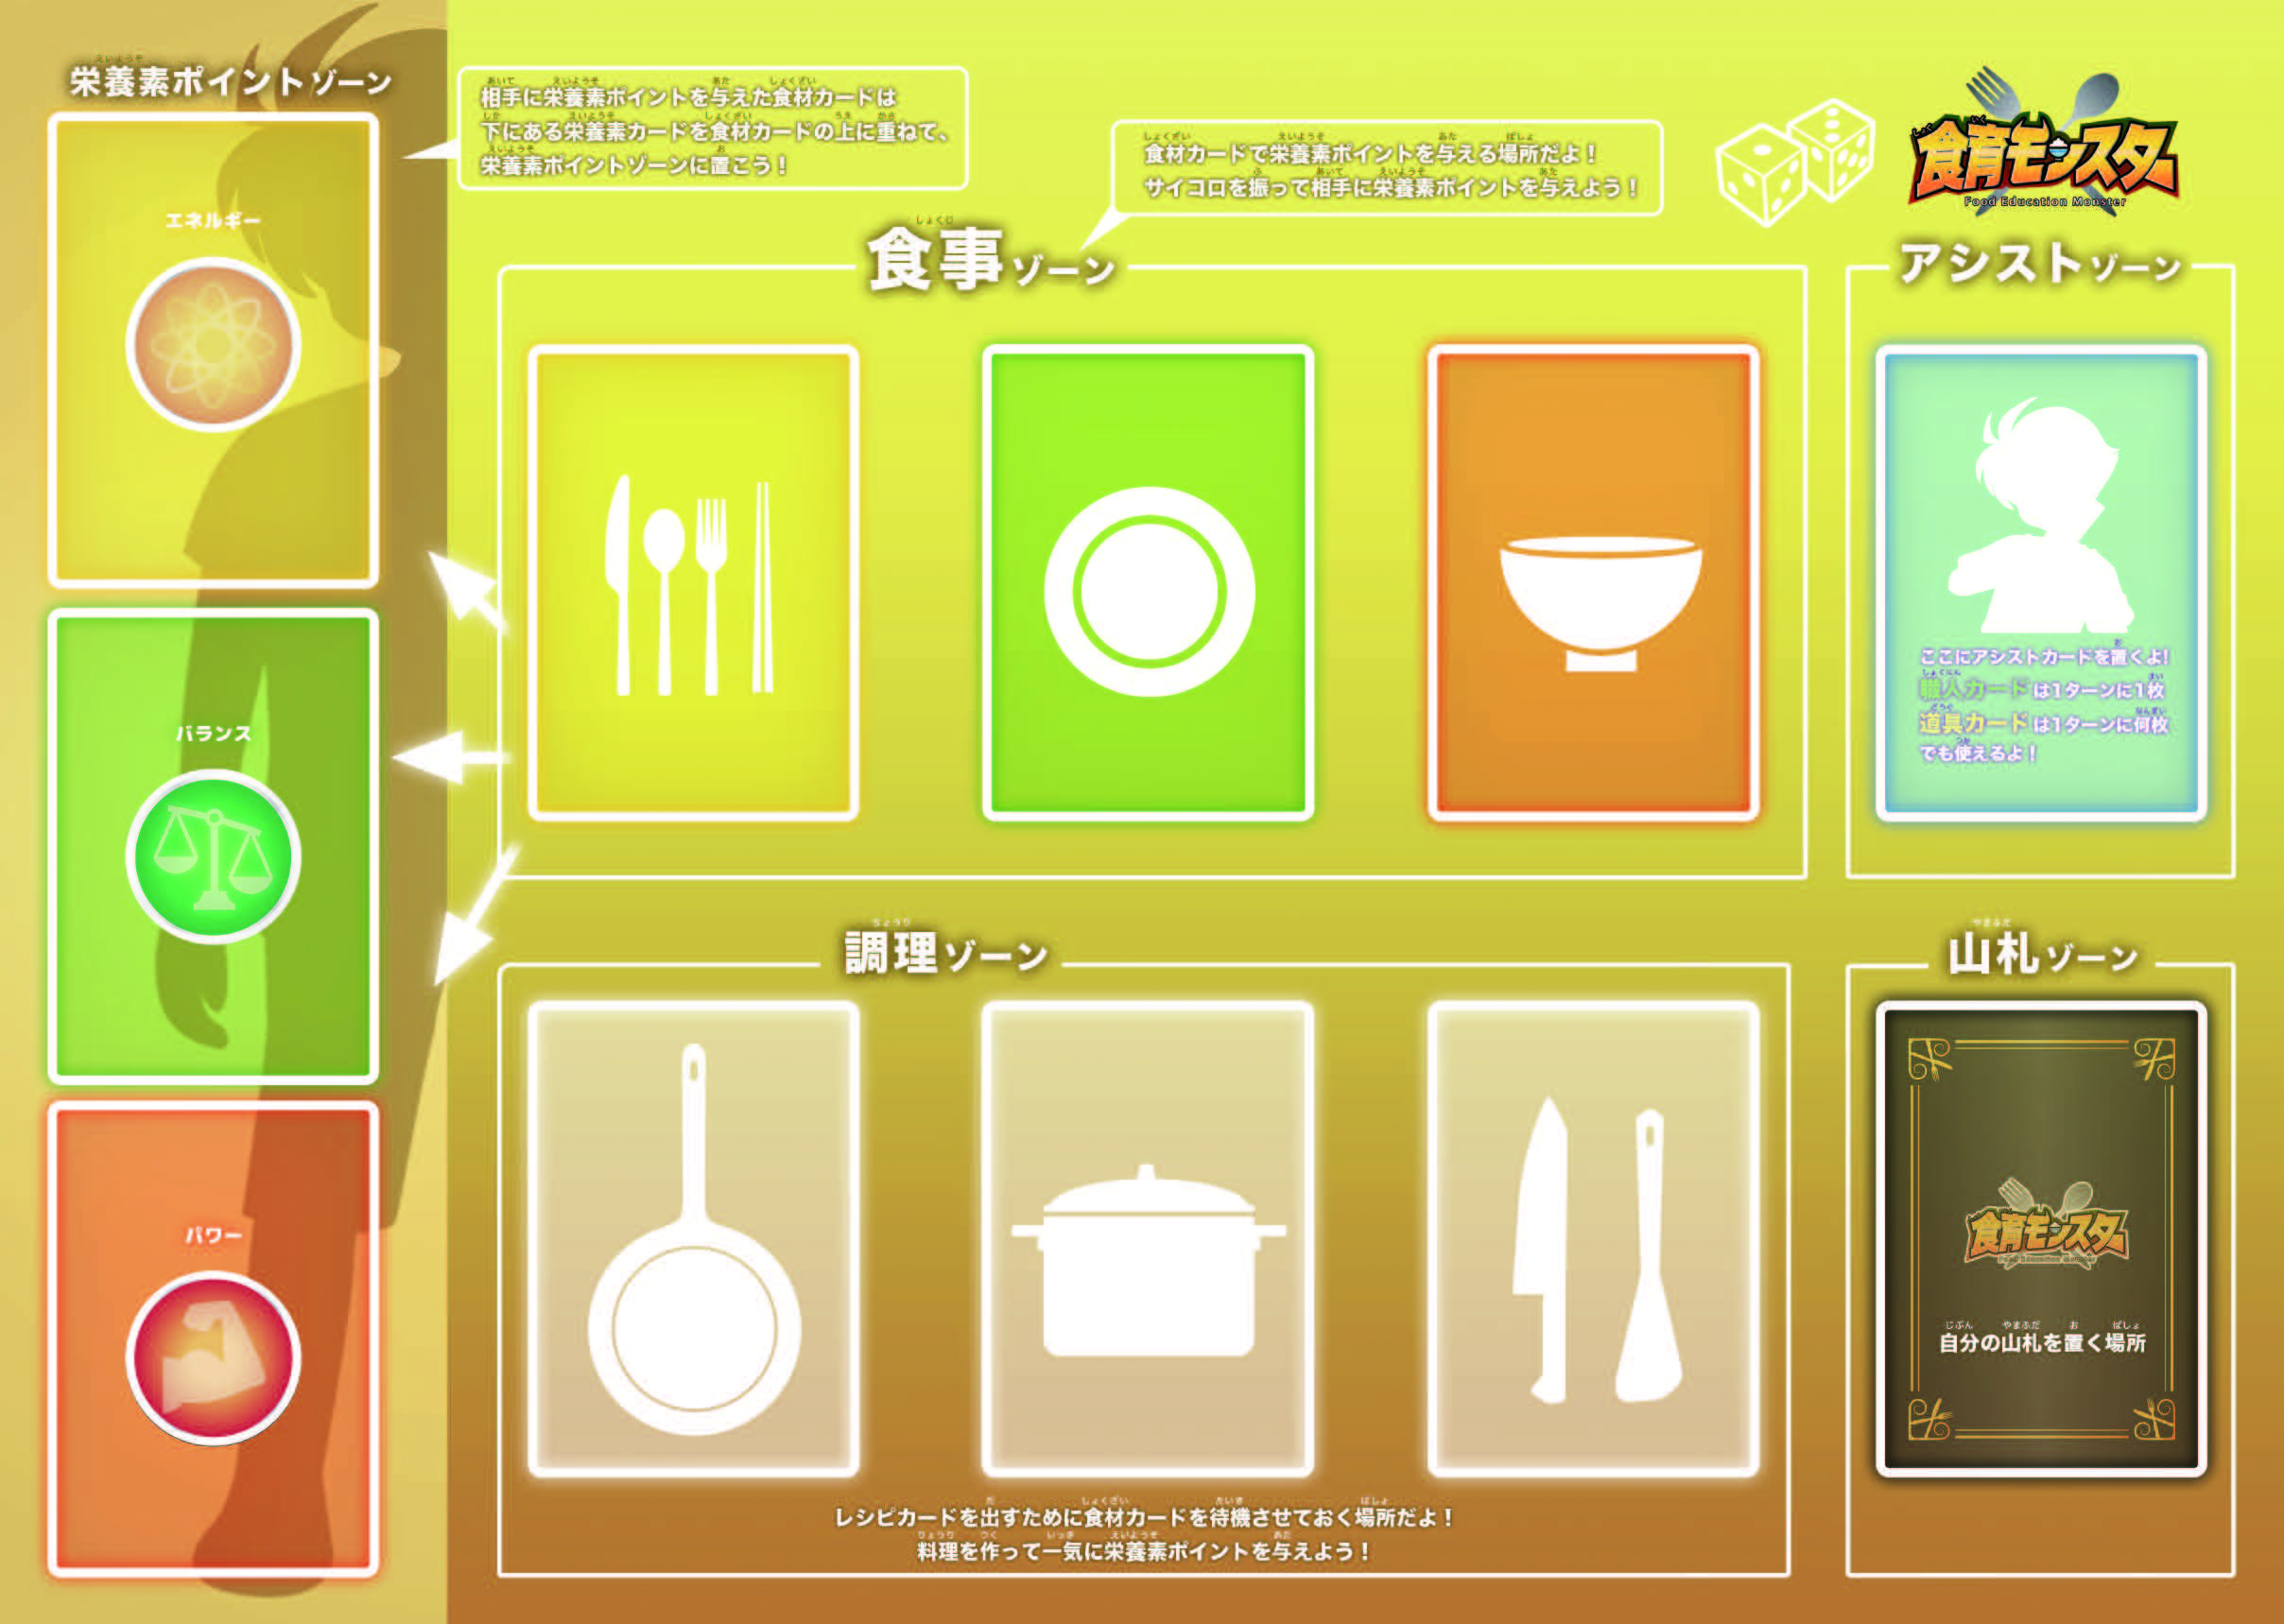 栄養素ポイントゾーン
相手に栄養素ポイントを与えた食材カードは
下にある栄養素カードを食材カードの上に重ねて、
栄養素ポイントゾーンに置こう！
食材カードで栄養素ポイントを与える場所だよ！
サイコロを振って相手に栄養素ポイントを与えよう！
食育モンスター
Food Education Monster
エネルギー
バランス
パワー
食事ゾーン
アシストゾーン
ここにアシストカードを置くよ!
職人カードは1ターンに1枚
道具カードは1ターンに何枚
でも使えるよ！
調理ゾーン
レシピカードを出すために食材カードを待機させておく場所だよ！
料理を作って一気に栄養素ポイントを与えよう！
山札ゾーン
食育モンスター
Food Education Monster
自分の山札を置く場所